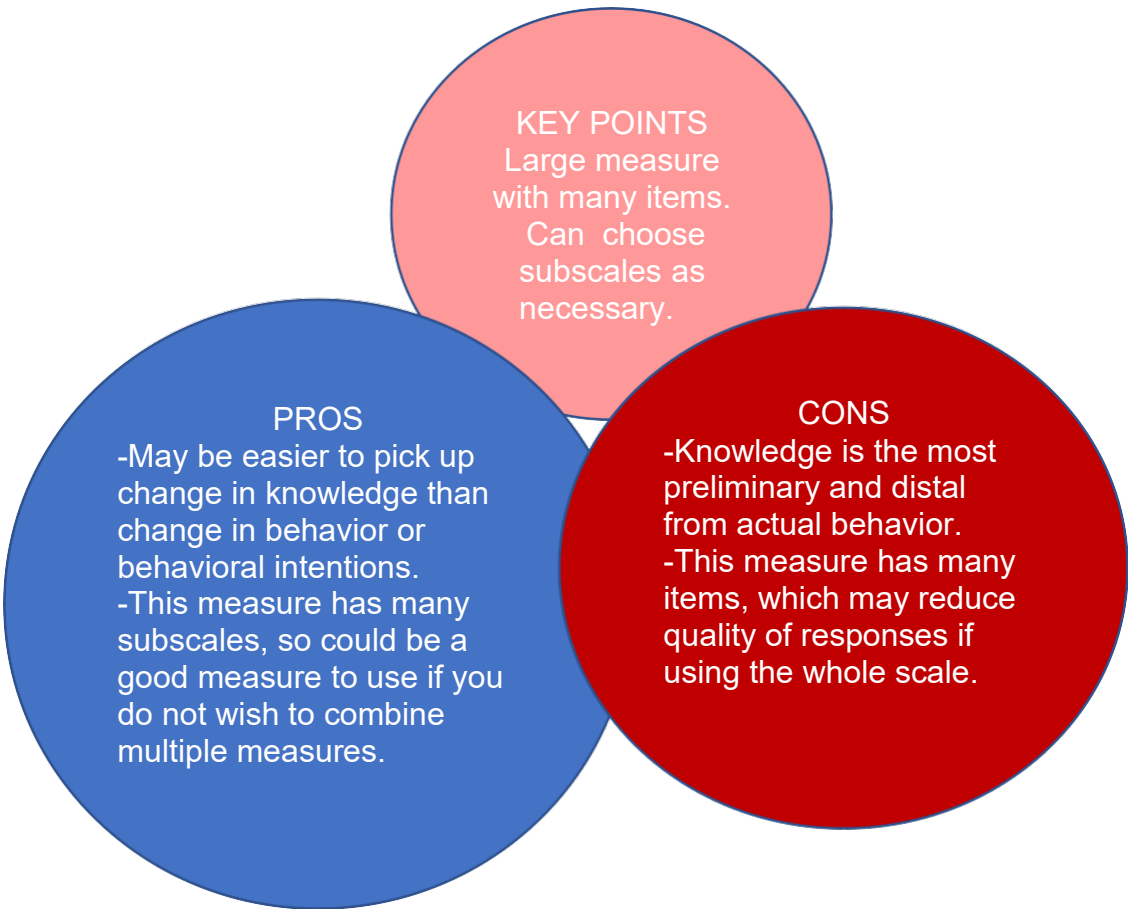 KEY POINTS
Large measure
with many items.
Can choose
subscales as
necessary.
PROS
-May be easier to pick up
change in knowledge than
change in behavior or
behavioral intentions.
-This measure has many
subscales, so could be a
good measure to use if you
do not wish to combine
multiple measures.
CONS
-Knowledge is the most
preliminary and distal
from actual behavior.
-This measure has many
items, which may reduce
quality of responses if
using the whole scale.